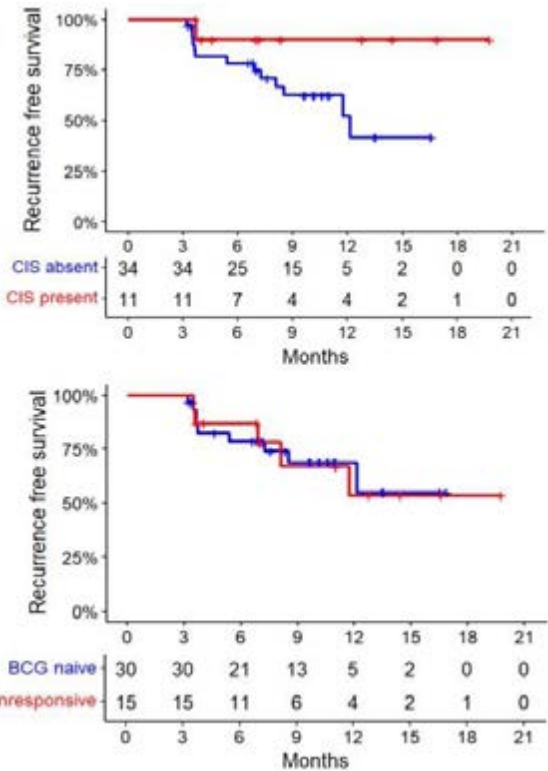 Recurrence free survival
100%
75%
50%
25%
0%
0 3 6 9 12 15 18 21
CIS absent 34 34 25 15 5 2 0 0
CIS present 11 11 7 4 4 2 1 0
0 3 6 9 12 15 18 21
Months
Recurrence free survival
100%
75%
50%
25%
0%
0 3 6 9 12 15 18 21
BCG naive 30 30 21 13 5 2 0 0
nresponsive 15 15 11 6 4 2 1 0
0 3 6 9 12 15 18 21
Months